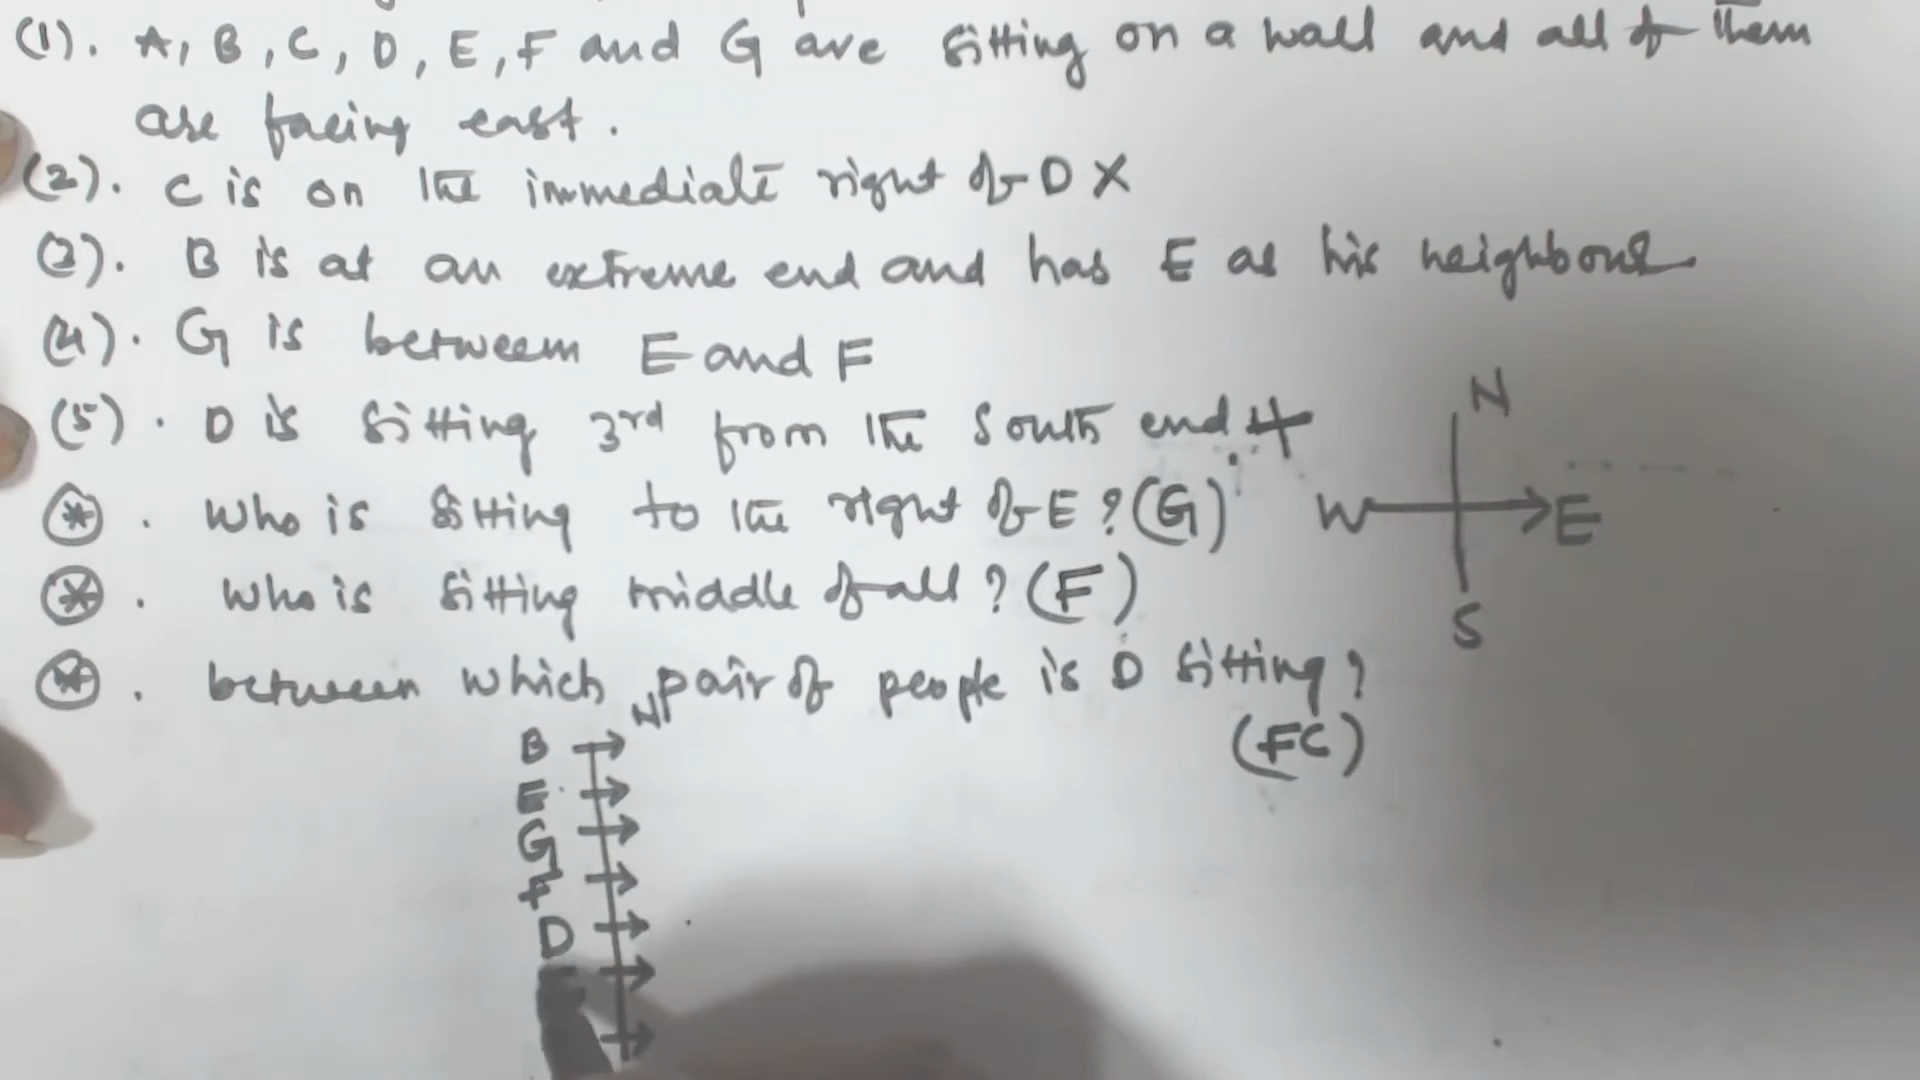 (1). A, B, C, D, E, F and G are sitting on a wall and all of them
are facing east.
(2). C is on the immediate right of D X
(3). B is at an extreme end and has E as his neighbour
(4). G is between E and F
(5). D is sitting 3rd from the South end.
N
(*). Who is sitting to the right of E? (G)
W E
(*). Who is sitting middle of all? (F)
S
(*). between which pair of people is D sitting?
(FC)
N
B
E
G
F
D